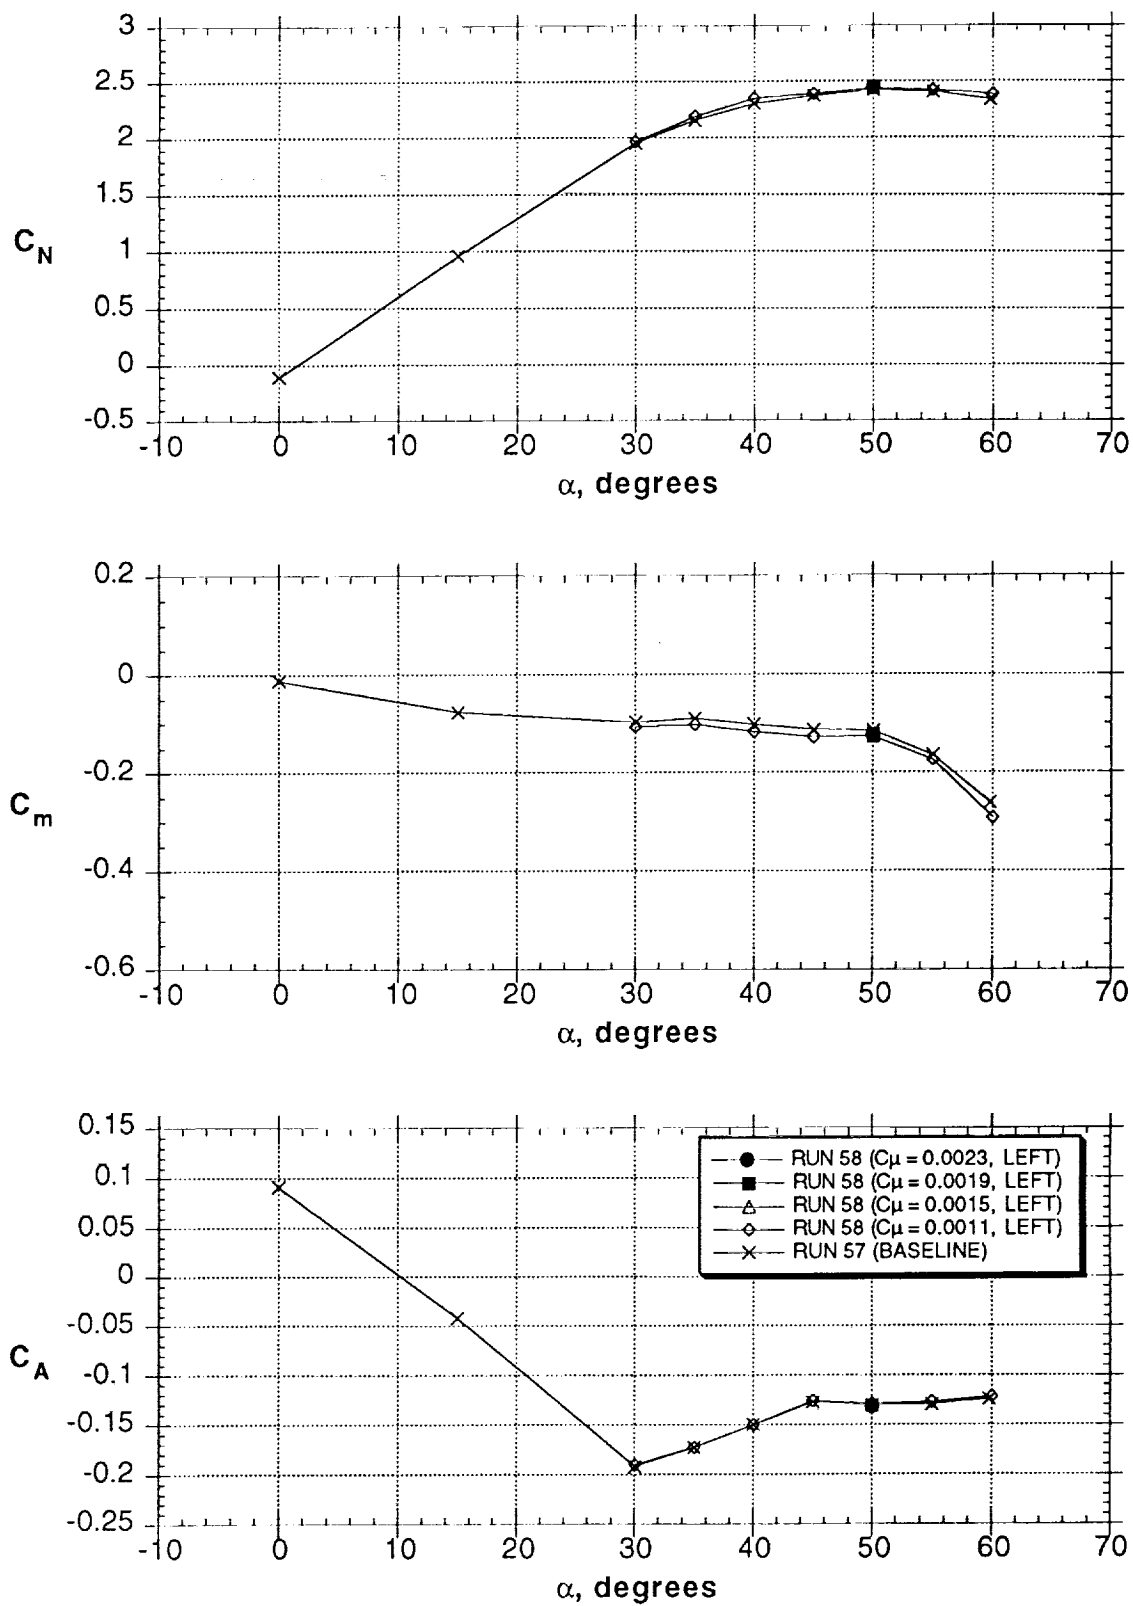 3
2.5
2
1.5
1
0.5
0
-0.5
C_N
-10 0 10 20 30 40 50 60 70
α, degrees
0.2
0
-0.2
-0.4
-0.6
C_m
-10 0 10 20 30 40 50 60 70
α, degrees
0.15
0.1
0.05
0
-0.05
-0.1
-0.15
-0.2
-0.25
C_A
RUN 58 (Cμ = 0.0023, LEFT)
RUN 58 (Cμ = 0.0019, LEFT)
RUN 58 (Cμ = 0.0015, LEFT)
RUN 58 (Cμ = 0.0011, LEFT)
RUN 57 (BASELINE)
-10 0 10 20 30 40 50 60 70
α, degrees